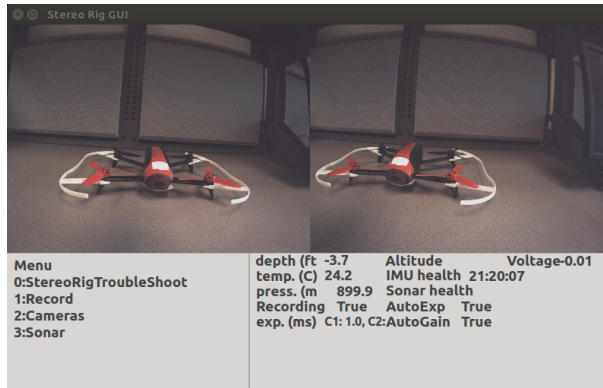 Stereo Rig GUI
Menu
0:StereoRigTroubleShoot
1:Record
2:Cameras
3:Sonar
depth (ft -3.7 Altitude Voltage-0.01
temp. (C) 24.2 IMU health 21:20:07
press. (m 899.9 Sonar health
Recording True AutoExp True
exp. (ms) C1: 1.0, C2: AutoGain True